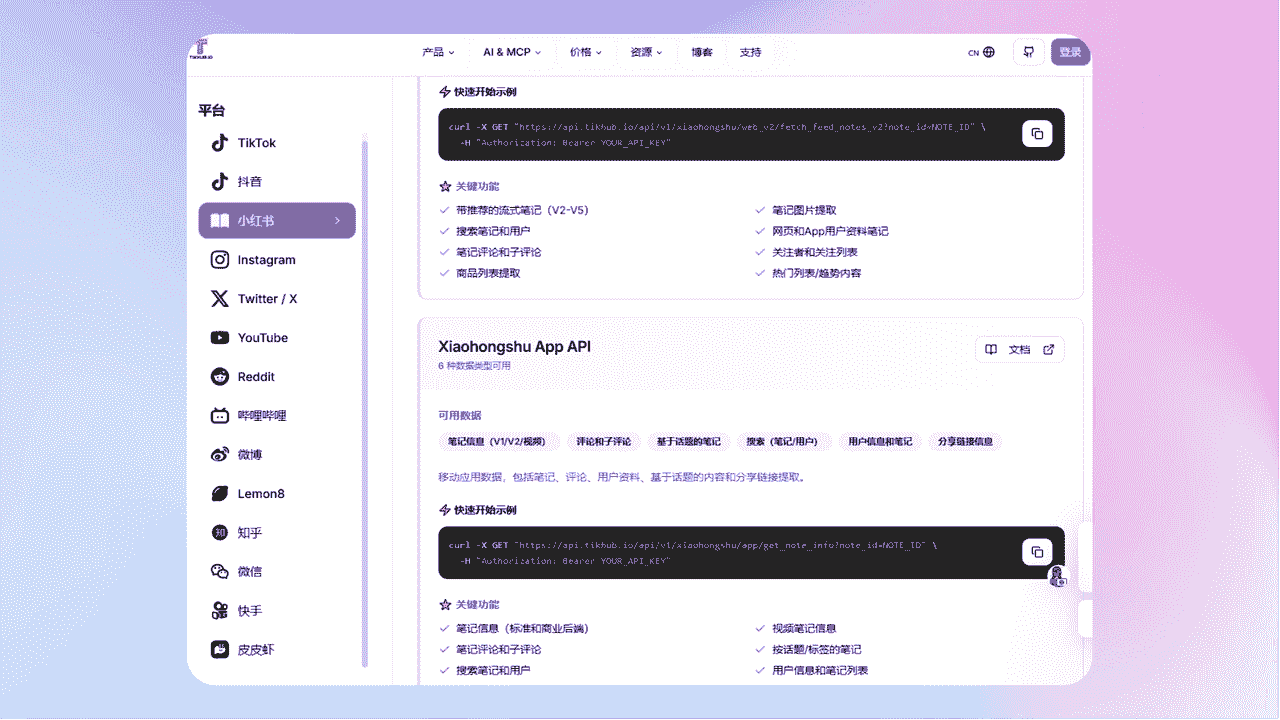 TIKHUB.IO
产品
AI & MCP
价格
资源
博客
支持
CN
登录
平台
TikTok
抖音
小红书
Instagram
Twitter / X
YouTube
Reddit
哔哩哔哩
微博
Lemon8
知乎
微信
快手
皮皮虾
快速开始示例
curl -X GET "https://api.tikhub.io/api/v1/xiaohongshu/web_v2/fetch_feed_notes_v2?note_id=NOTE_ID" \
-H "Authorization: Bearer YOUR_API_KEY"
关键功能
带推荐的流式笔记（V2-V5）
笔记图片提取
搜索笔记和用户
网页和App用户资料笔记
笔记评论和子评论
关注者和关注列表
商品列表提取
热门列表/趋势内容
Xiaohongshu App API
6 种数据类型可用
文档
可用数据
笔记信息（V1/V2/视频）
评论和子评论
基于话题的笔记
搜索（笔记/用户）
用户信息和笔记
分享链接信息
移动应用数据，包括笔记、评论、用户资料、基于话题的内容和分享链接提取。
快速开始示例
curl -X GET "https://api.tikhub.io/api/v1/xiaohongshu/app/get_note_info?note_id=NOTE_ID" \
-H "Authorization: Bearer YOUR_API_KEY"
关键功能
笔记信息（标准和商业后端）
视频笔记信息
笔记评论和子评论
按话题/标签的笔记
搜索笔记和用户
用户信息和笔记列表